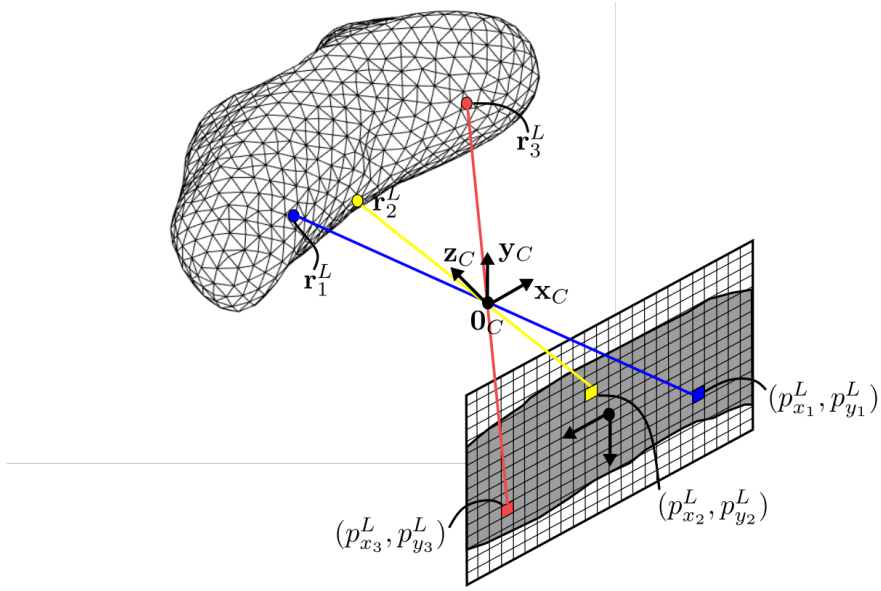 r_3^L
r_2^L
r_1^L
z_C
y_C
x_C
0_C
(p_{x_1}^L, p_{y_1}^L)
(p_{x_2}^L, p_{y_2}^L)
(p_{x_3}^L, p_{y_3}^L)